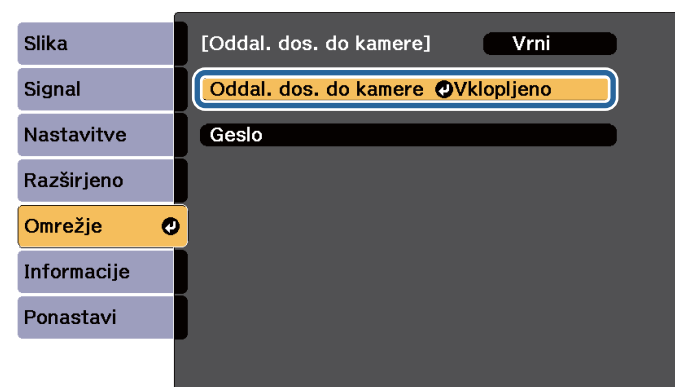 Slika
Signal
Nastavitve
Razširjeno
Omrežje
Informacije
Ponastavi
[Oddal. dos. do kamere] Vrni
Oddal. dos. do kamere Vklopljeno
Geslo